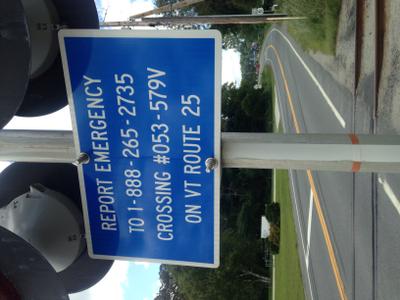 REPORT EMERGENCY
TO 1-888-265-2735
CROSSING #053-579V
ON VT ROUTE 25